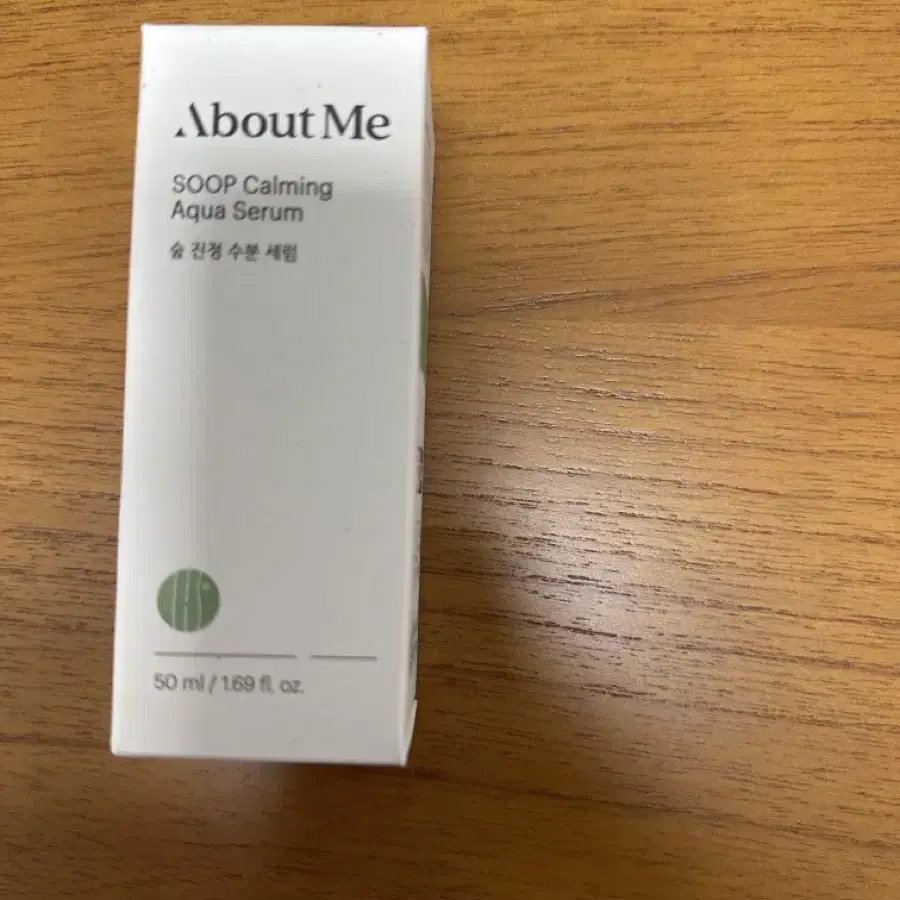 About Me
SOOP Calming
Aqua Serum
숲 진정 수분 세럼
50 ml / 1.69 fl. oz.